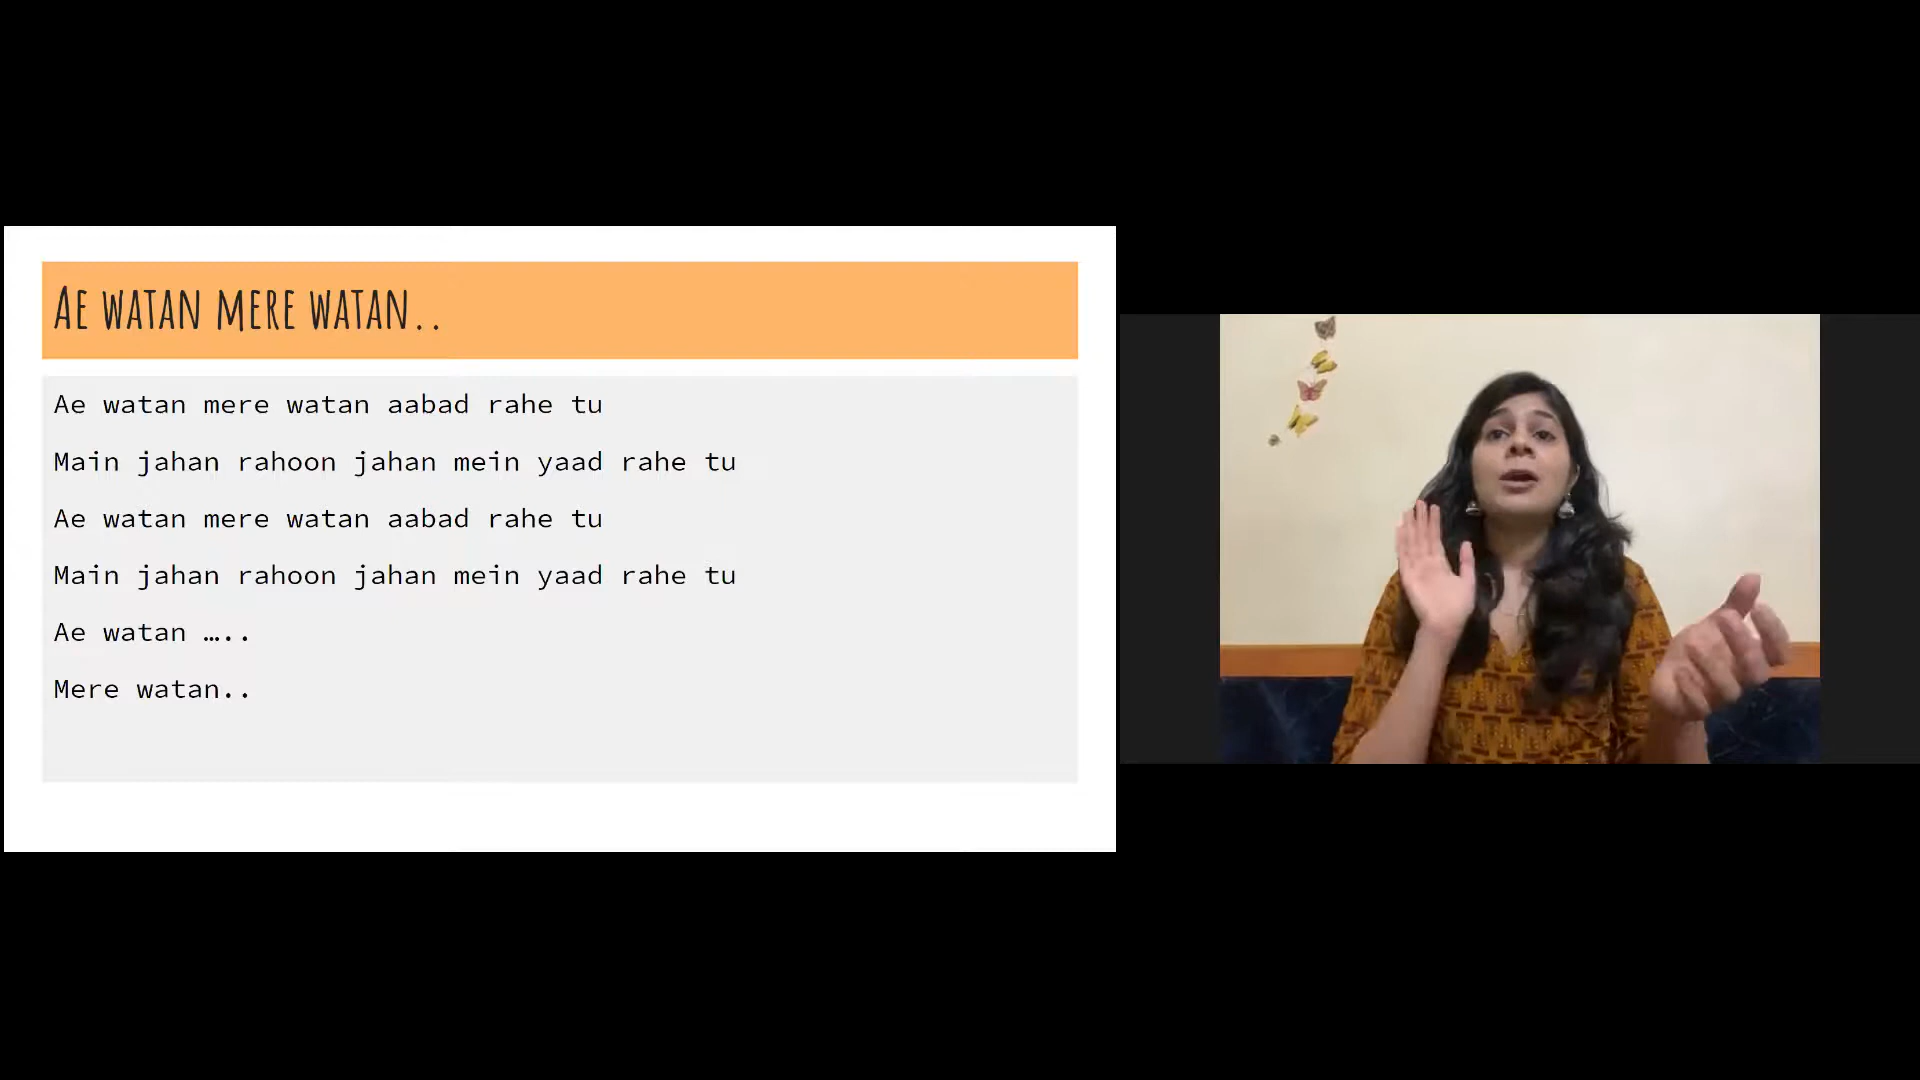 Ae watan mere watan..
Ae watan mere watan aabad rahe tu
Main jahan rahoon jahan mein yaad rahe tu
Ae watan mere watan aabad rahe tu
Main jahan rahoon jahan mein yaad rahe tu
Ae watan …..
Mere watan..